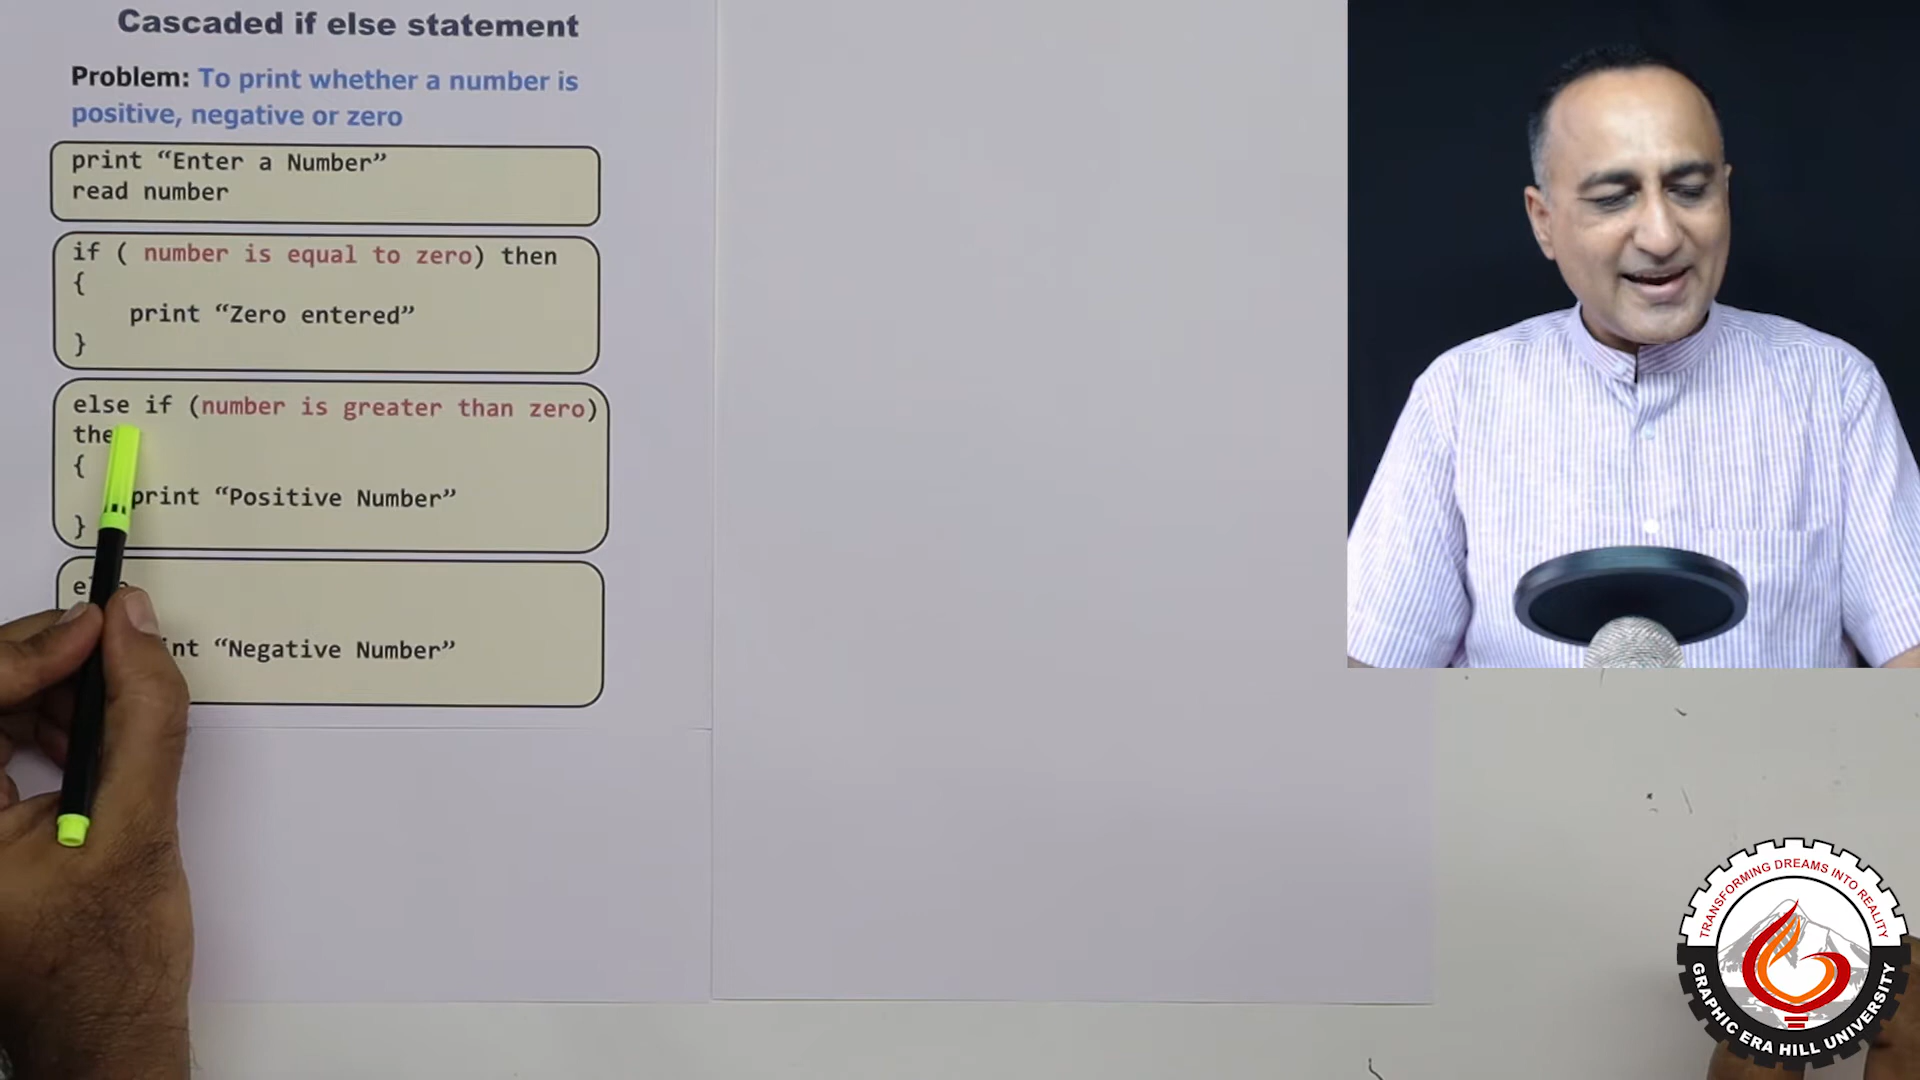 Cascaded if else statement
Problem: To print whether a number is
positive, negative or zero
print “Enter a Number”
read number
if ( number is equal to zero) then
{
print “Zero entered”
}
else if (number is greater than zero)
{
print “Positive Number”
}
“Negative Number”
TRANSFORMING DREAMS INTO REALITY
GRAPHIC ERA HILL UNIVERSITY